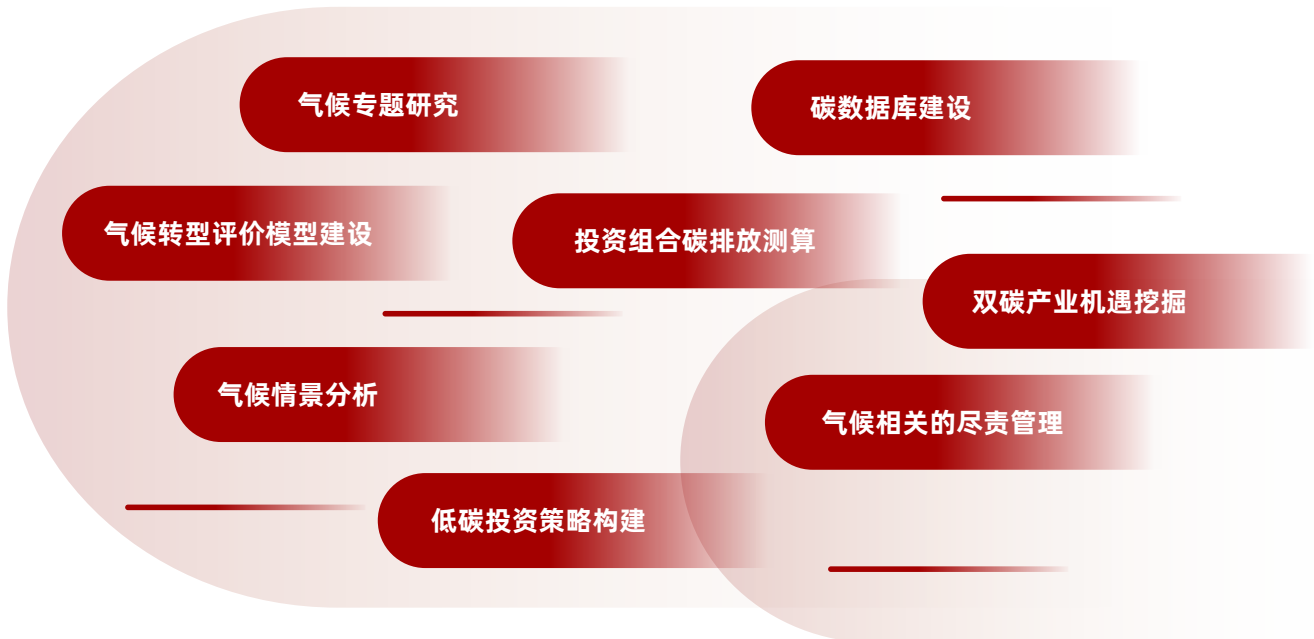 气候专题研究
碳数据库建设
气候转型评价模型建设
投资组合碳排放测算
双碳产业机遇挖掘
气候情景分析
气候相关的尽责管理
低碳投资策略构建